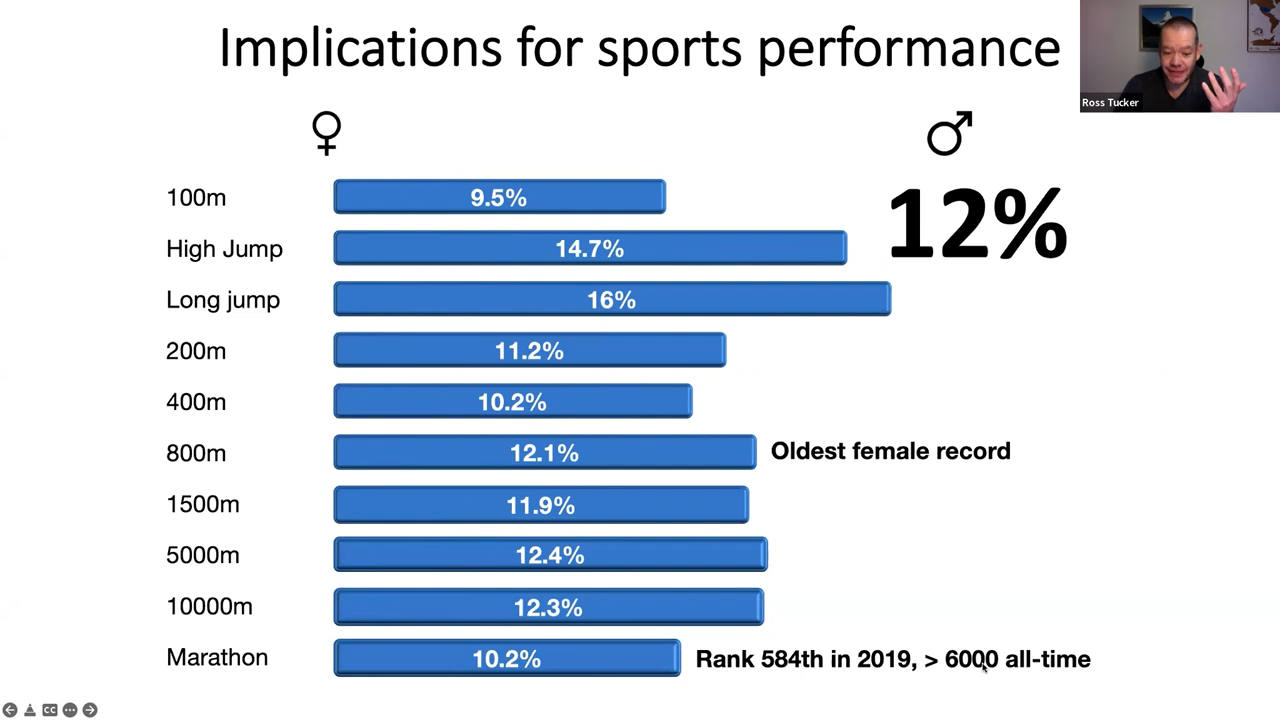 Implications for sports performance
Ross Tucker
♀
♂
12%
100m 9.5%
High Jump 14.7%
Long jump 16%
200m 11.2%
400m 10.2%
800m 12.1% Oldest female record
1500m 11.9%
5000m 12.4%
10000m 12.3%
Marathon 10.2% Rank 584th in 2019, > 6000 all-time
CC